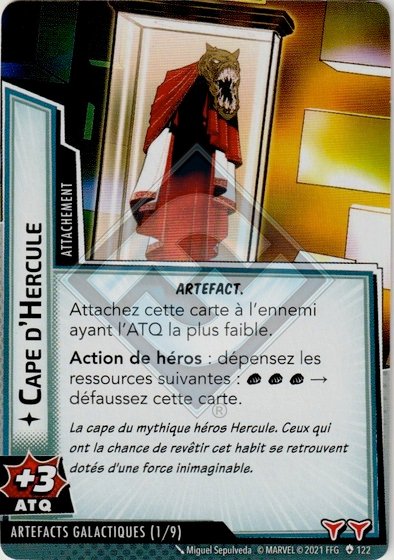 CAPE D'HERCULE
ATTACHEMENT
ARTEFACT.
Attachez cette carte à l'ennemi
ayant l'ATQ la plus faible.
Action de héros : dépensez les
ressources suivantes : →
défaussez cette carte.
La cape du mythique héros Hercule. Ceux qui
ont la chance de revêtir cet habit se retrouvent
dotés d'une force inimaginable.
+3
ATQ
ARTEFACTS GALACTIQUES (1/9)
Miguel Sepulveda © MARVEL © 2021 FFG 122